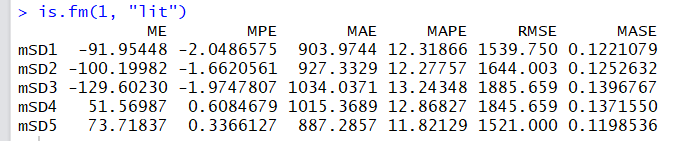 > is.fm(1, "lit")
ME MPE MAE MAPE RMSE MASE
mSD1 -91.95448 -2.0486575 903.9744 12.31866 1539.750 0.1221079
mSD2 -100.19982 -1.6620561 927.3329 12.27757 1644.003 0.1252632
mSD3 -129.60230 -1.9747807 1034.0371 13.24348 1885.659 0.1396767
mSD4 51.56987 0.6084679 1015.3689 12.86827 1845.659 0.1371550
mSD5 73.71837 0.3366127 887.2857 11.82129 1521.000 0.1198536